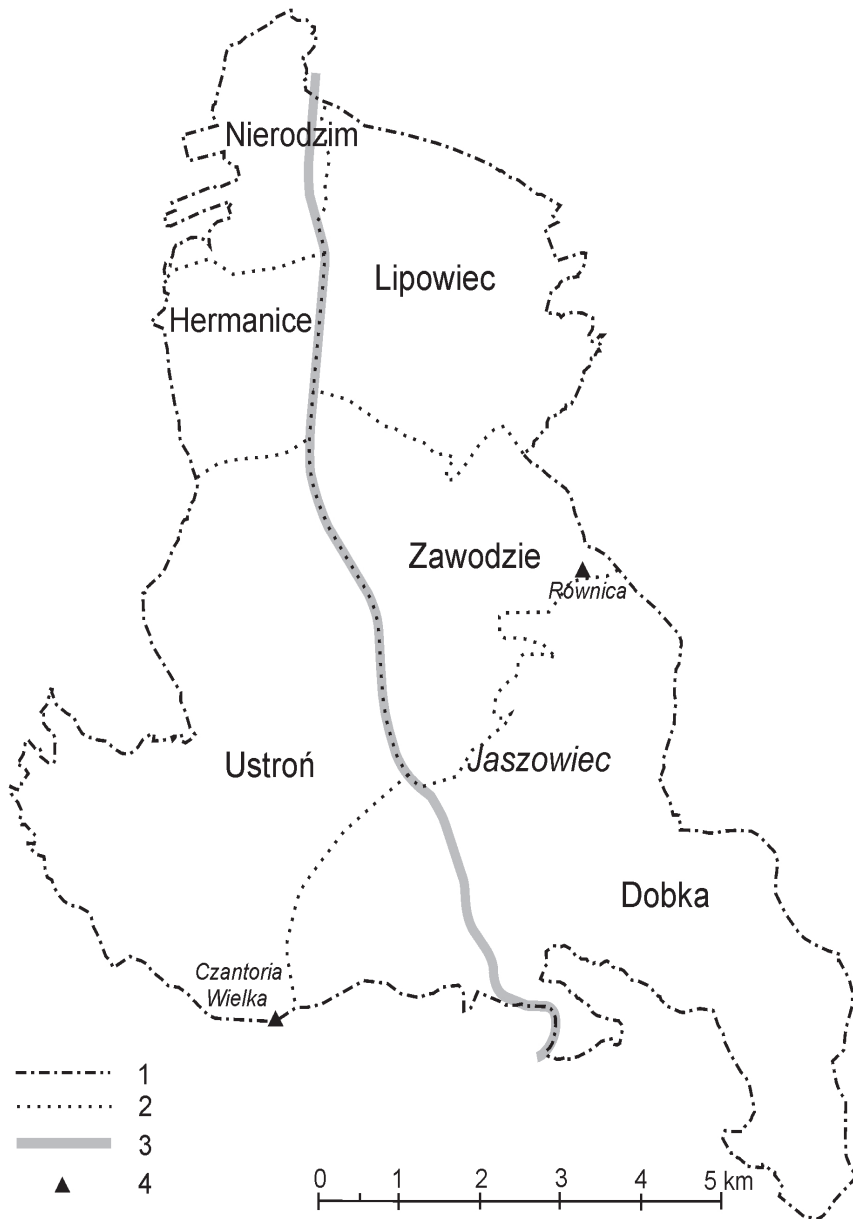 Nierodzim
Lipowiec
Hermanice
Zawodzie
Równica
Ustroń
Jaszowiec
Dobka
Czantoria
Wielka
1
2
3
4
0 1 2 3 4 5 km